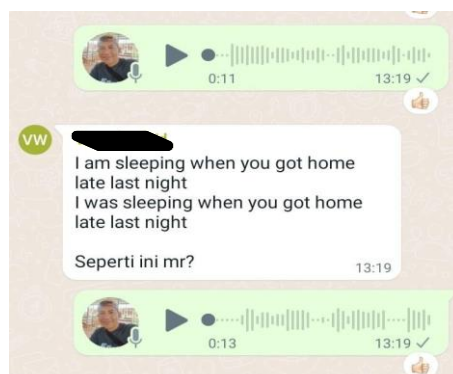 0:11 13:19
VW
I am sleeping when you got home
late last night
I was sleeping when you got home
late last night
Seperti ini mr?
13:19
0:13 13:19